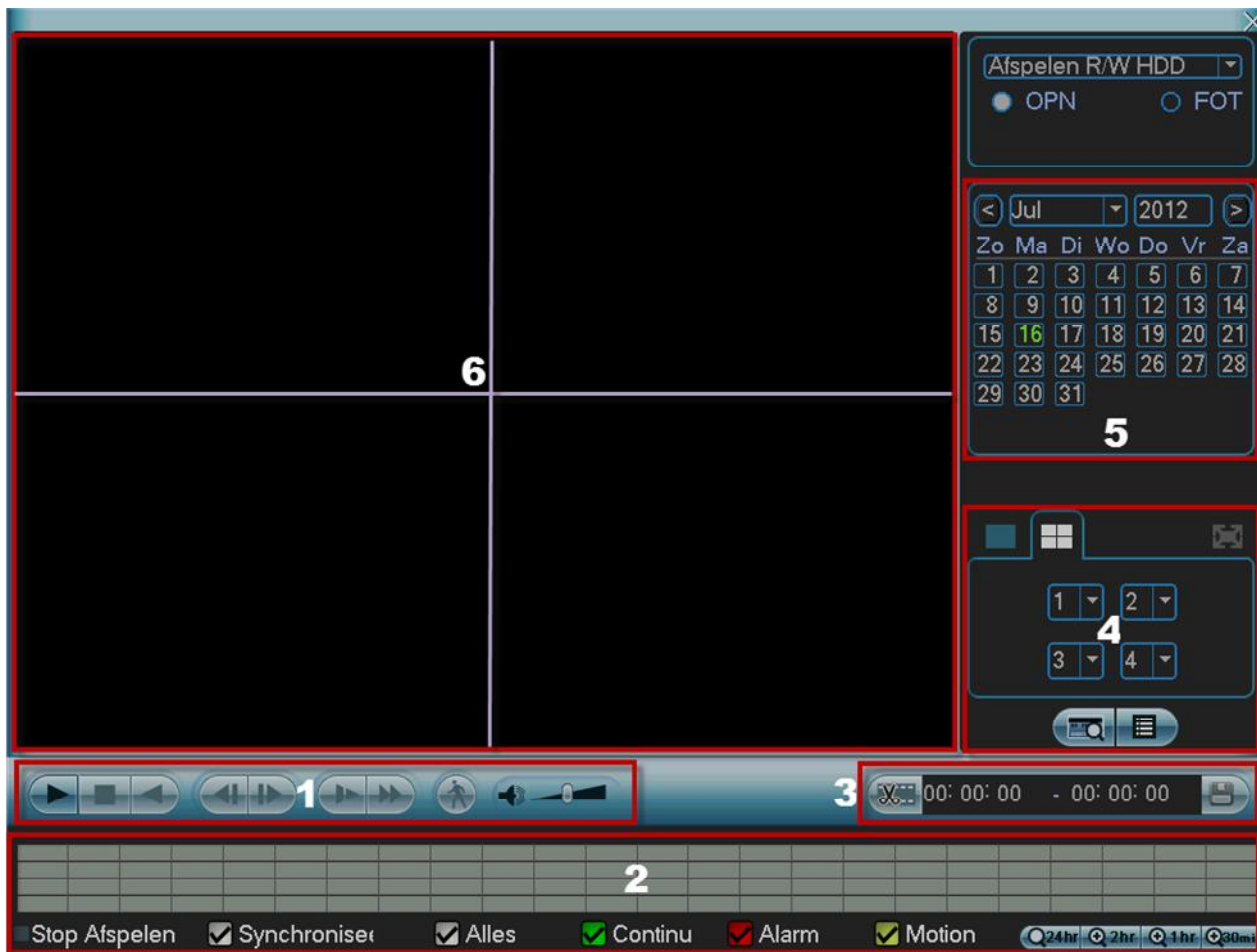 Afspelen R/W HDD
OPN FOT
< Jul 2012 >
Zo Ma Di Wo Do Vr Za
1 2 3 4 5 6 7
8 9 10 11 12 13 14
15 16 17 18 19 20 21
22 23 24 25 26 27 28
29 30 31
5
6
1 2
4
3 4
1
3
00: 00: 00 - 00: 00: 00
2
Stop Afspelen Synchronisee Alles Continu Alarm Motion 24hr 2hr 1hr 30m